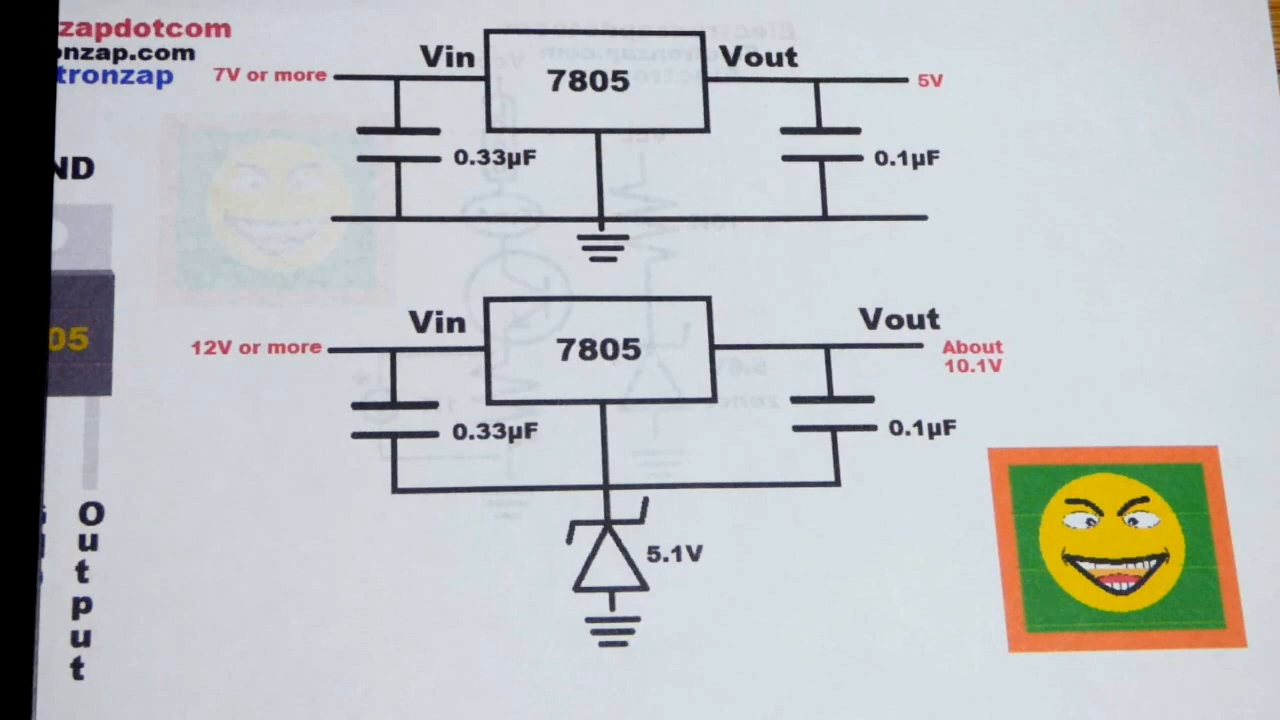 zapdotcom
onzap.com
tronzap
7V or more
Vin
7805
Vout
5V
0.33µF
0.1µF
ND
05
12V or more
Vin
7805
Vout
About
10.1V
0.33µF
0.1µF
5.1V
Output